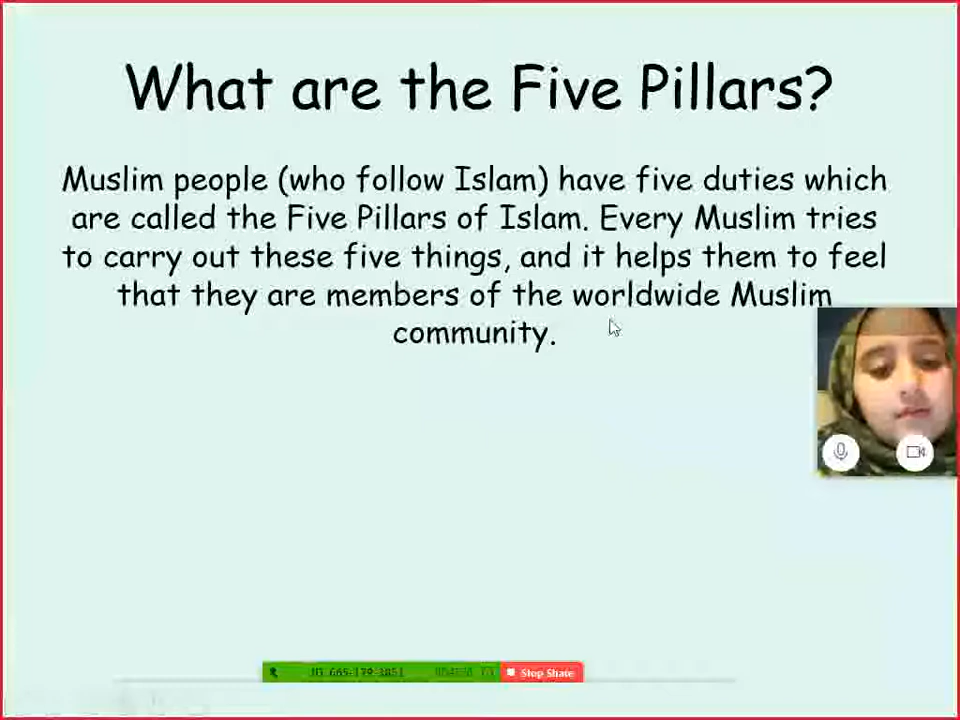 What are the Five Pillars?
Muslim people (who follow Islam) have five duties which
are called the Five Pillars of Islam. Every Muslim tries
to carry out these five things, and it helps them to feel
that they are members of the worldwide Muslim
community.
Stop Share